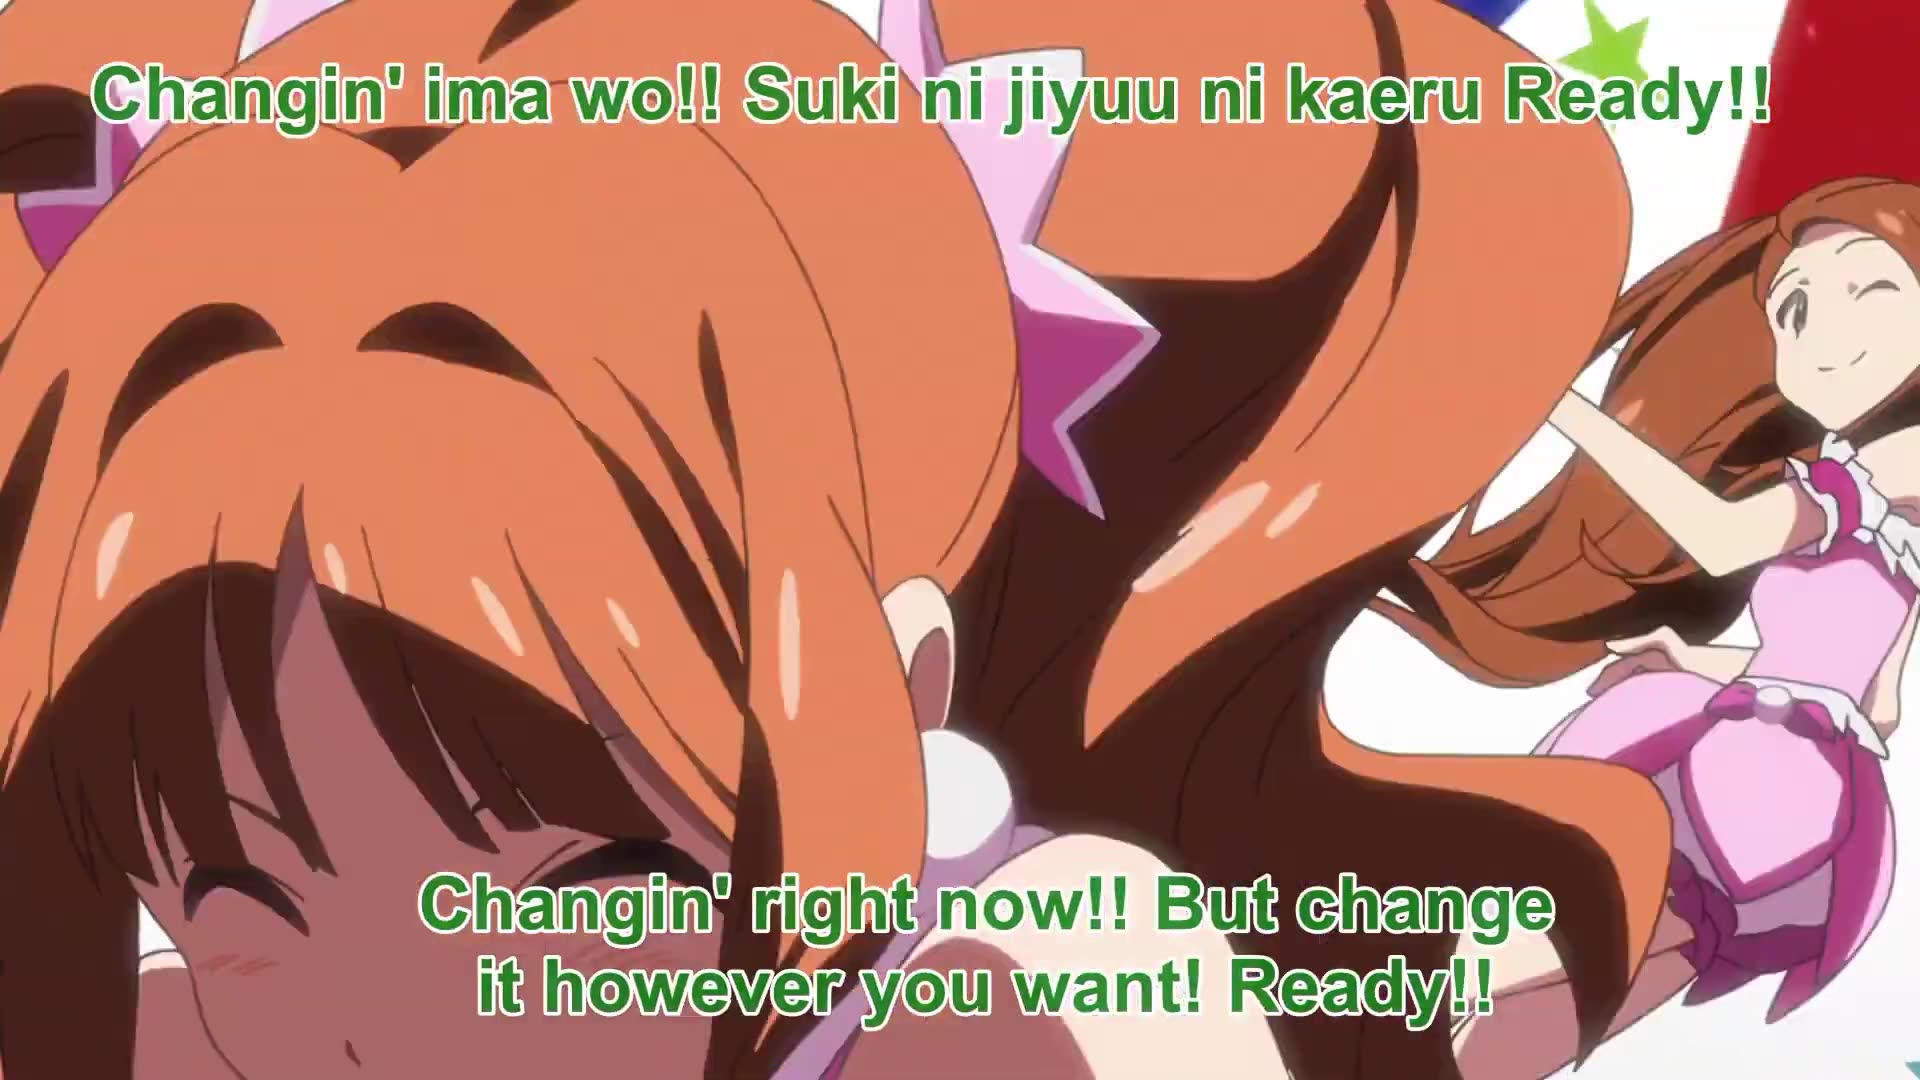 Changin' ima wo!! Suki ni jiyuu ni kaeru Ready!!
Changin' right now!! But change
it however you want! Ready!!